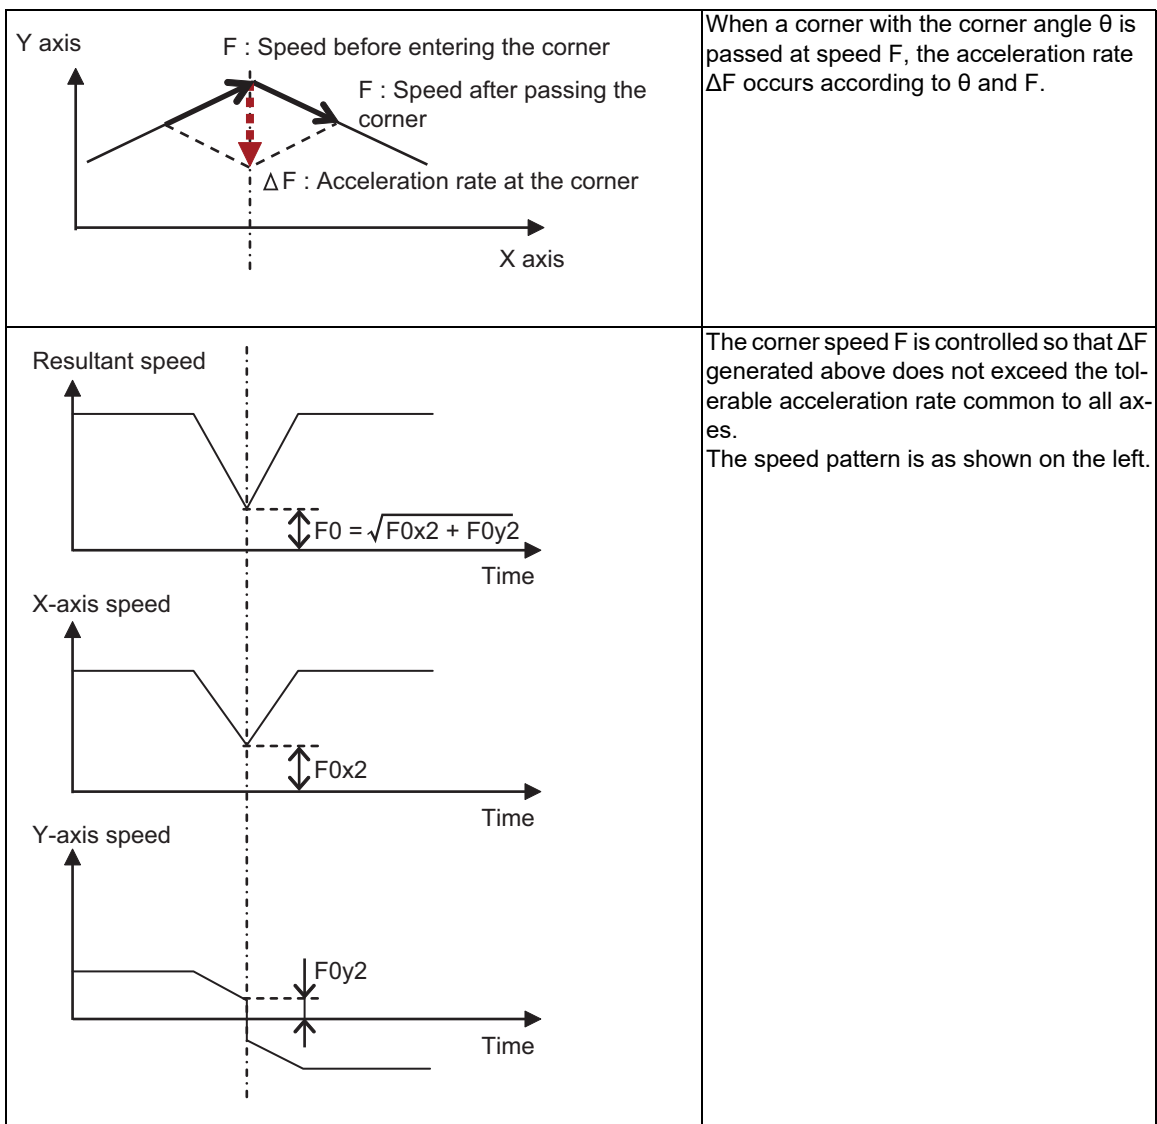 Y axis
F : Speed before entering the corner
F : Speed after passing the
corner
ΔF : Acceleration rate at the corner
X axis
When a corner with the corner angle θ is
passed at speed F, the acceleration rate
ΔF occurs according to θ and F.
Resultant speed
F0 = √F0x2 + F0y2
Time
X-axis speed
F0x2
Time
Y-axis speed
F0y2
Time
The corner speed F is controlled so that ΔF
generated above does not exceed the tol-
erable acceleration rate common to all ax-
es.
The speed pattern is as shown on the left.